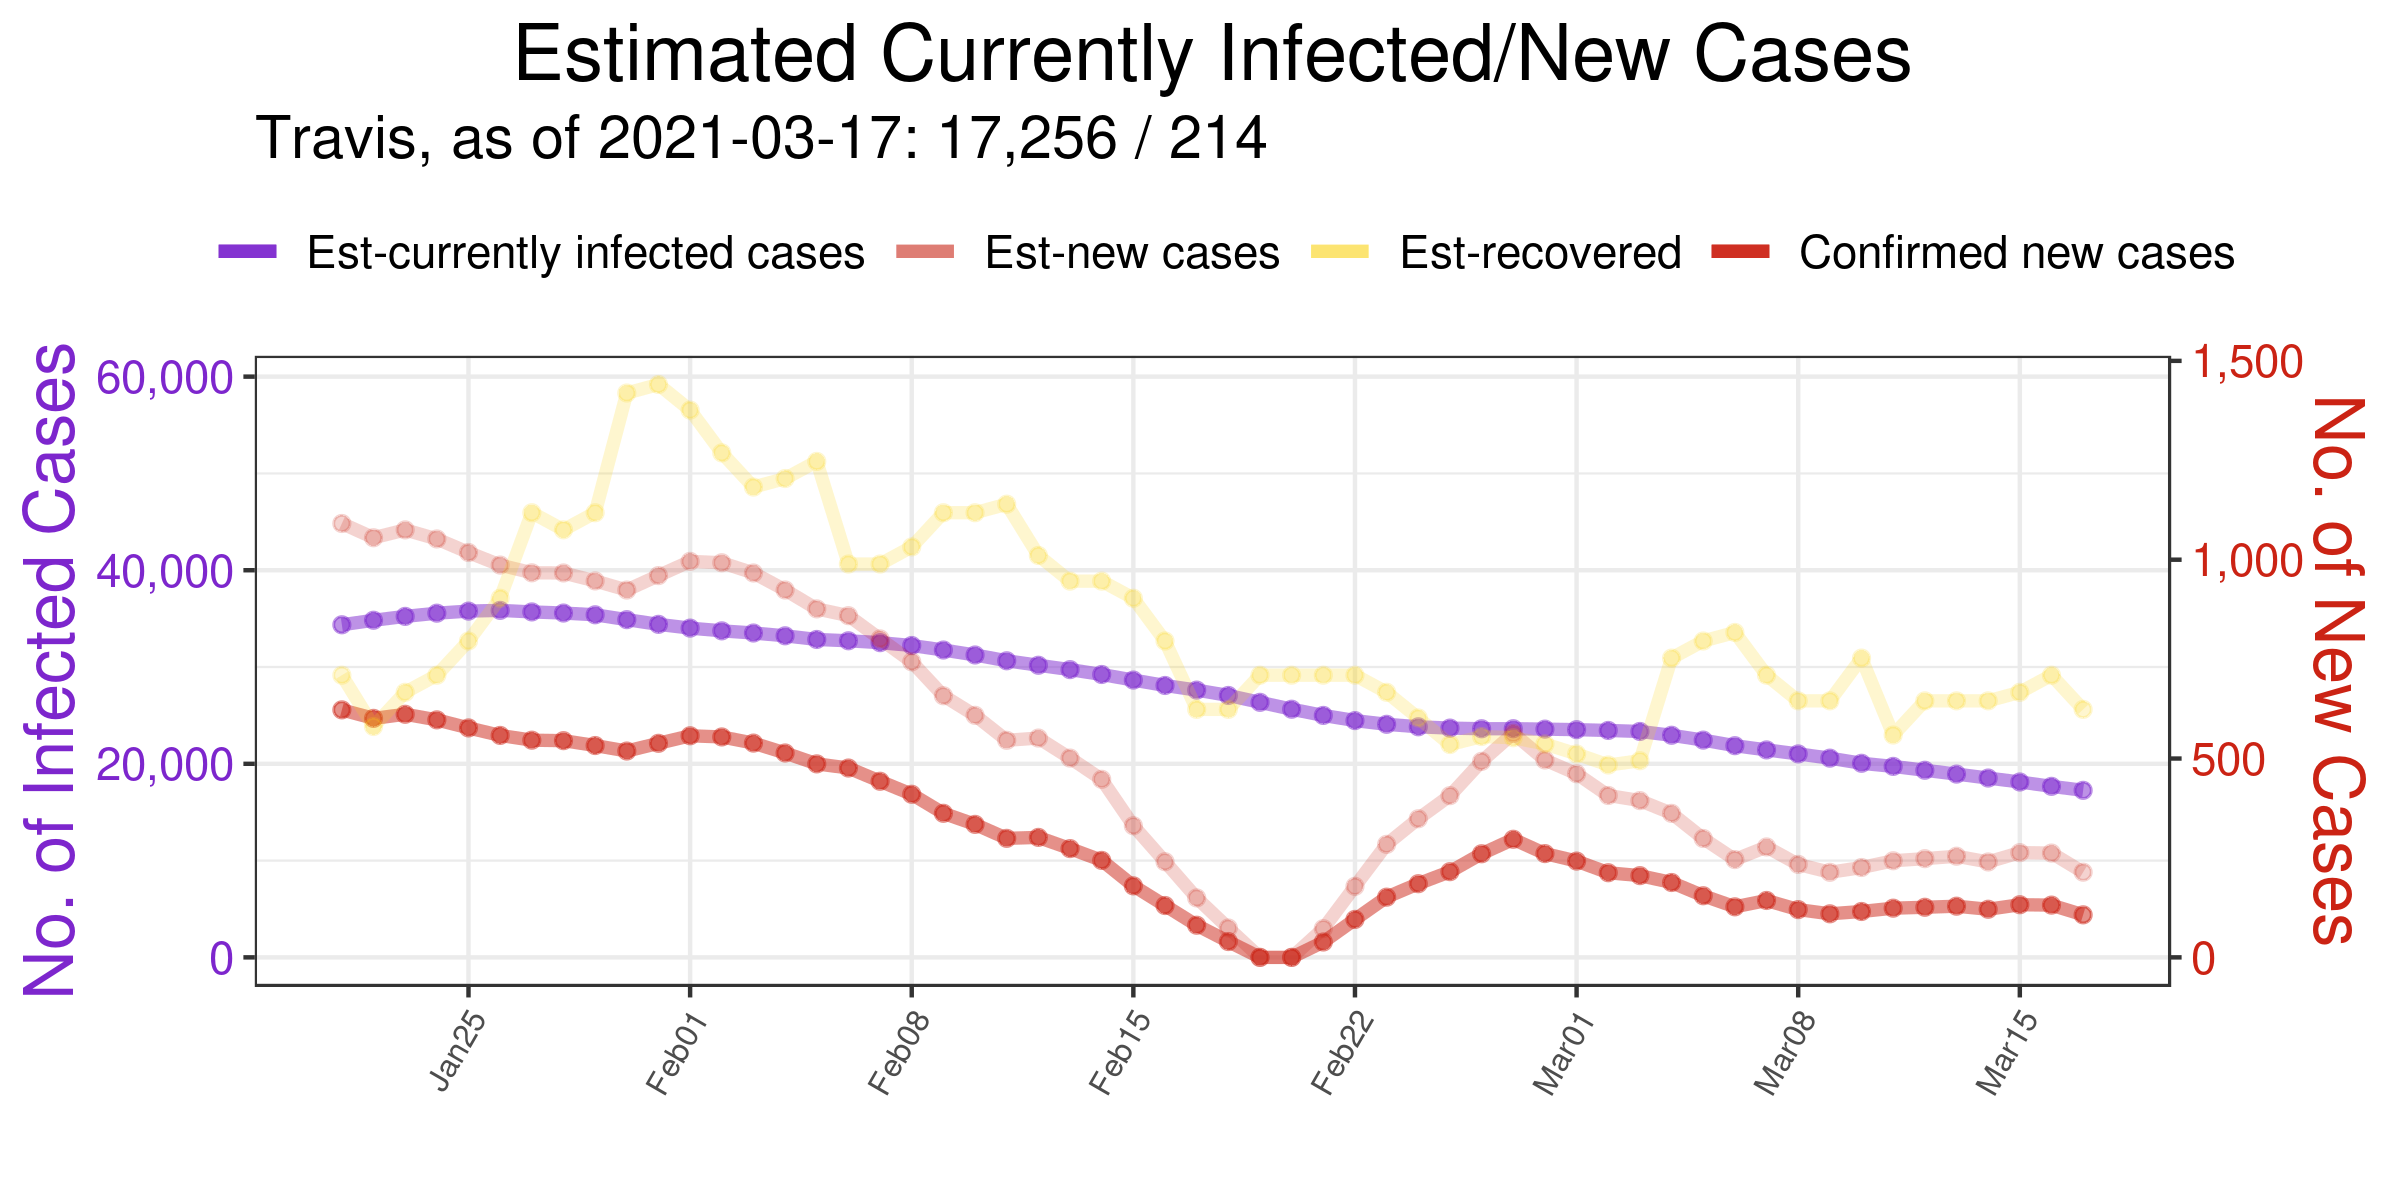 Estimated Currently Infected/New Cases
Travis, as of 2021-03-17: 17,256 / 214
Est-currently infected cases Est-new cases Est-recovered Confirmed new cases
No. of Infected Cases
60,000
40,000
20,000
0
1,500
1,000
500
0
No. of New Cases
Jan25 Feb01 Feb08 Feb15 Feb22 Mar01 Mar08 Mar15